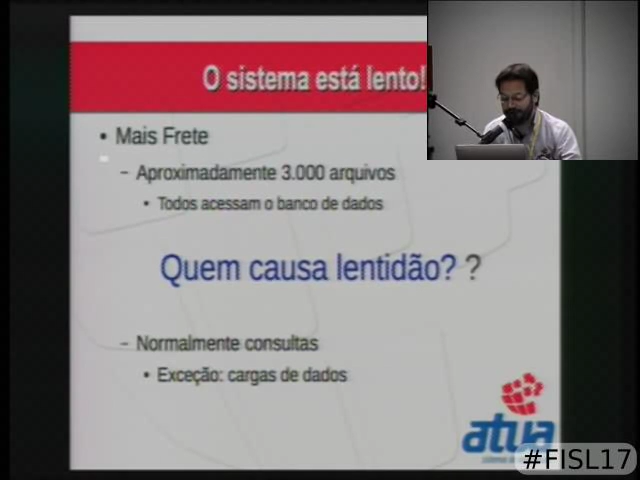 O sistema está lento!
• Mais Frete
– Aproximadamente 3.000 arquivos
• Todos acessam o banco de dados
Quem causa lentidão? ?
– Normalmente consultas
• Exceção: cargas de dados
atua
#FISL17